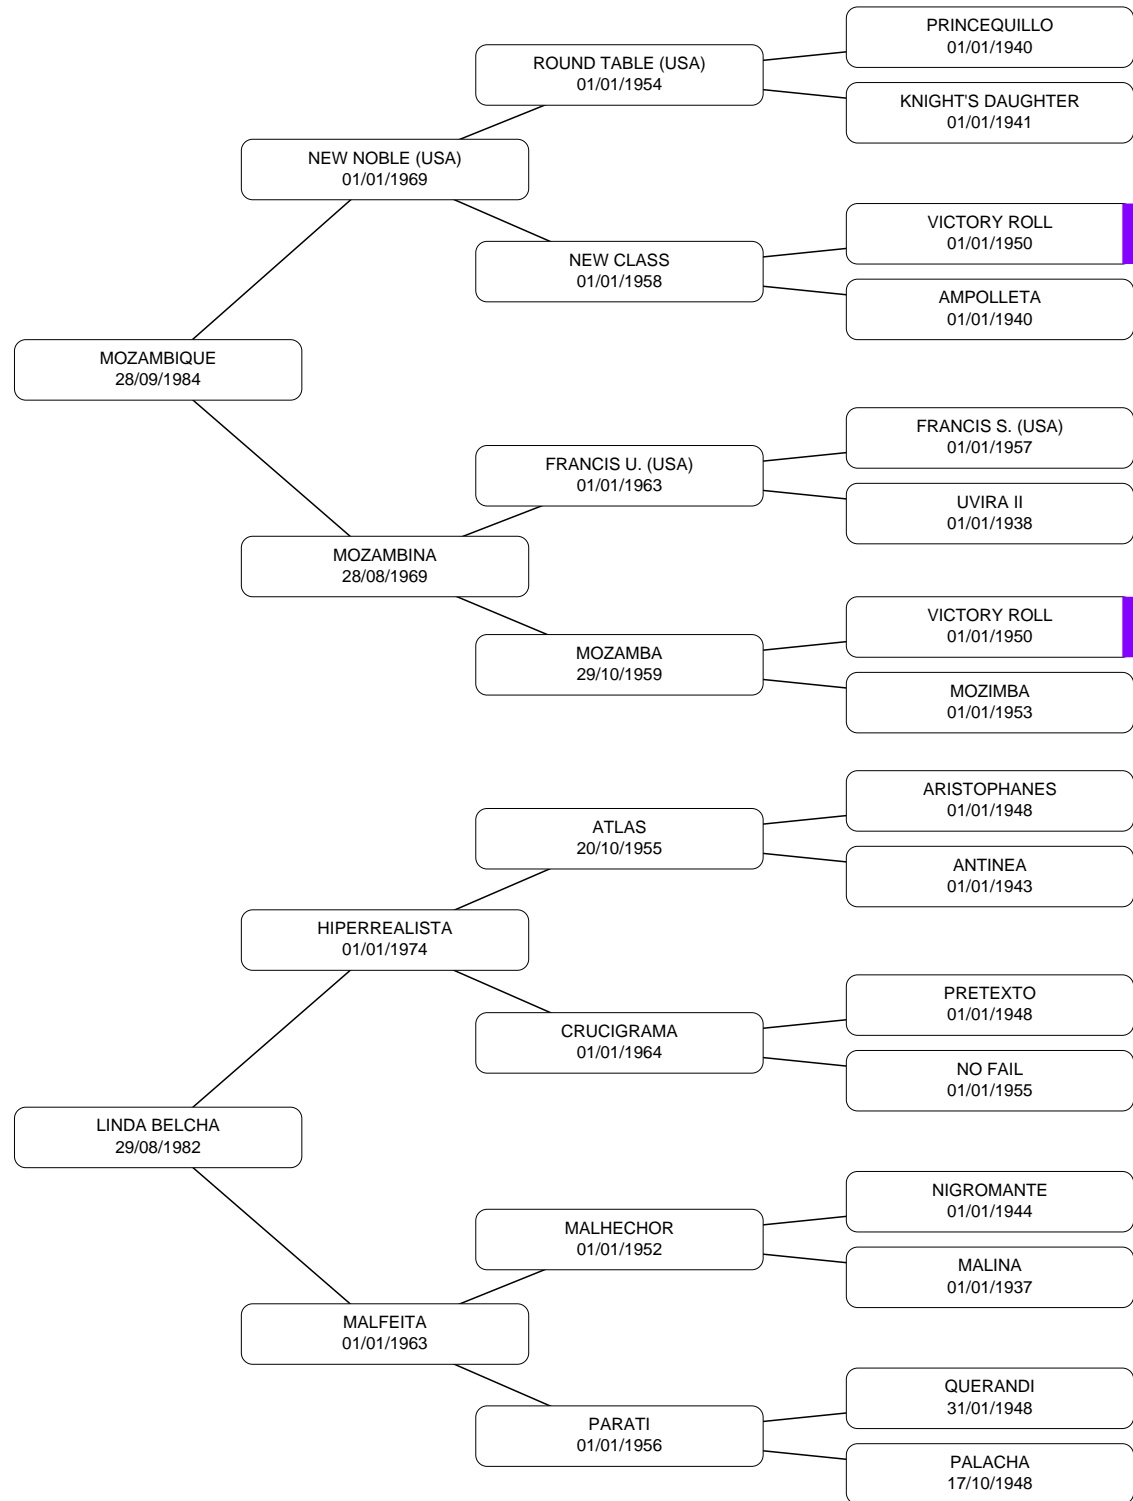 PRINCEQUILLO
01/01/1940
ROUND TABLE (USA)
01/01/1954
KNIGHT'S DAUGHTER
01/01/1941
NEW NOBLE (USA)
01/01/1969
VICTORY ROLL
01/01/1950
NEW CLASS
01/01/1958
AMPOLLETA
01/01/1940
MOZAMBIQUE
28/09/1984
FRANCIS S. (USA)
01/01/1957
FRANCIS U. (USA)
01/01/1963
UVIRA II
01/01/1938
MOZAMBINA
28/08/1969
VICTORY ROLL
01/01/1950
MOZAMBA
29/10/1959
MOZIMBA
01/01/1953
ARISTOPHANES
01/01/1948
ATLAS
20/10/1955
ANTINEA
01/01/1943
HIPERREALISTA
01/01/1974
PRETEXTO
01/01/1948
CRUCIGRAMA
01/01/1964
NO FAIL
01/01/1955
LINDA BELCHA
29/08/1982
NIGROMANTE
01/01/1944
MALHECHOR
01/01/1952
MALINA
01/01/1937
MALFEITA
01/01/1963
QUERANDI
31/01/1948
PARATI
01/01/1956
PALACHA
17/10/1948